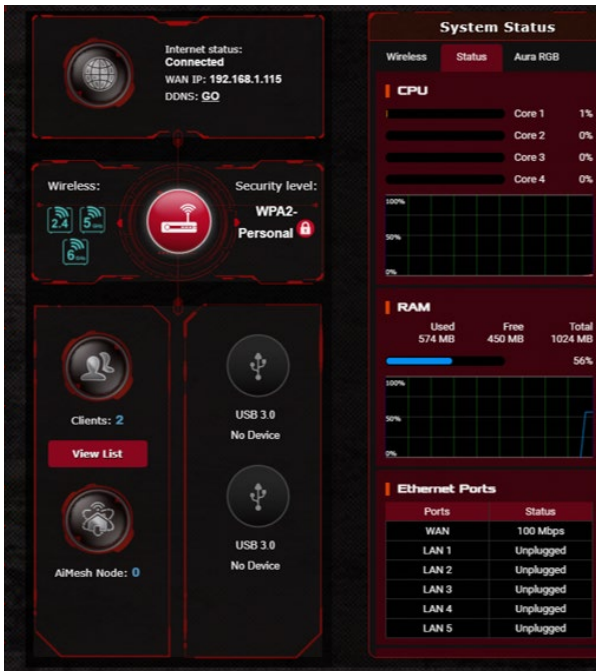 Internet status:
Connected
WAN IP: 192.168.1.115
DDNS: GO
Wireless:
2.4
5 GHz
6 GHz
Security level:
WPA2-
Personal
Clients: 2
View List
AiMesh Node: 0
USB 3.0
No Device
USB 3.0
No Device
System Status
Wireless Status Aura RGB
CPU
Core 1 1%
Core 2 0%
Core 3 0%
Core 4 0%
100%
50%
0%
RAM
Used Free Total
574 MB 450 MB 1024 MB
56%
100%
50%
0%
Ethernet Ports
Ports Status
WAN 100 Mbps
LAN 1 Unplugged
LAN 2 Unplugged
LAN 3 Unplugged
LAN 4 Unplugged
LAN 5 Unplugged